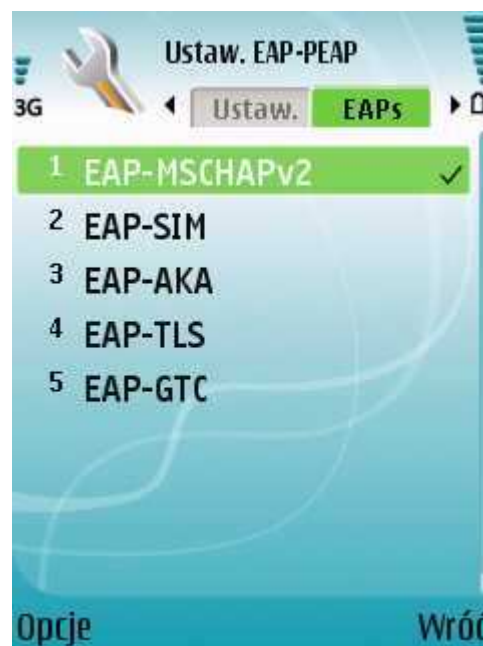 Ustaw. EAP-PEAP
3G
Ustaw. EAPs
1 EAP-MSCHAPv2
2 EAP-SIM
3 EAP-AKA
4 EAP-TLS
5 EAP-GTC
Opcje Wróć